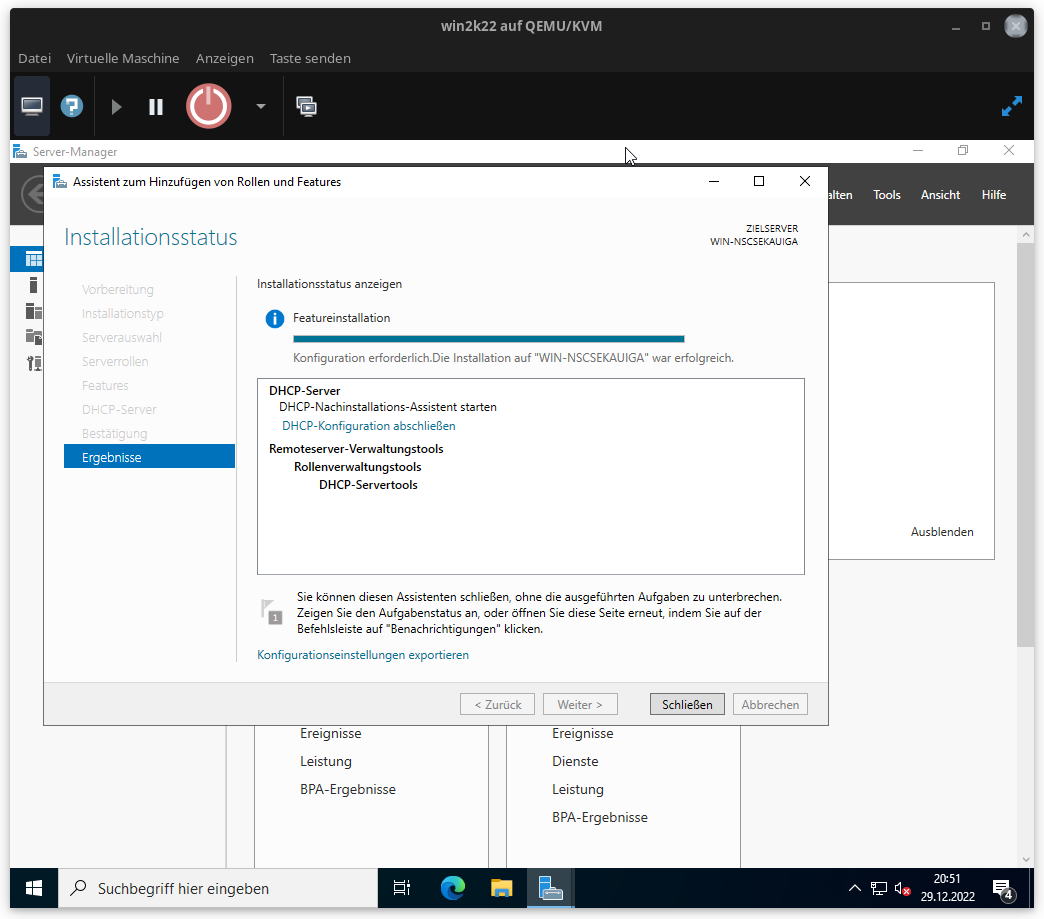 win2k22 auf QEMU/KVM
Datei Virtuelle Maschine Anzeigen Taste senden
Server-Manager
Assistent zum Hinzufügen von Rollen und Features
alten Tools Ansicht Hilfe
Installationsstatus
ZIELSERVER
WIN-NSCSEKAUIGA
Vorbereitung
Installationstyp
Serverauswahl
Serverrollen
Features
DHCP-Server
Bestätigung
Ergebnisse
Installationsstatus anzeigen
Featureinstallation
Konfiguration erforderlich.Die Installation auf "WIN-NSCSEKAUIGA" war erfolgreich.
DHCP-Server
DHCP-Nachinstallations-Assistent starten
DHCP-Konfiguration abschließen
Remoteserver-Verwaltungstools
Rollenverwaltungstools
DHCP-Servertools
Ausblenden
1
Sie können diesen Assistenten schließen, ohne die ausgeführten Aufgaben zu unterbrechen.
Zeigen Sie den Aufgabenstatus an, oder öffnen Sie diese Seite erneut, indem Sie auf der
Befehlsleiste auf "Benachrichtigungen" klicken.
Konfigurationseinstellungen exportieren
< Zurück Weiter > Schließen Abbrechen
Ereignisse
Leistung
BPA-Ergebnisse
Ereignisse
Dienste
Leistung
BPA-Ergebnisse
Suchbegriff hier eingeben
20:51
29.12.2022
4